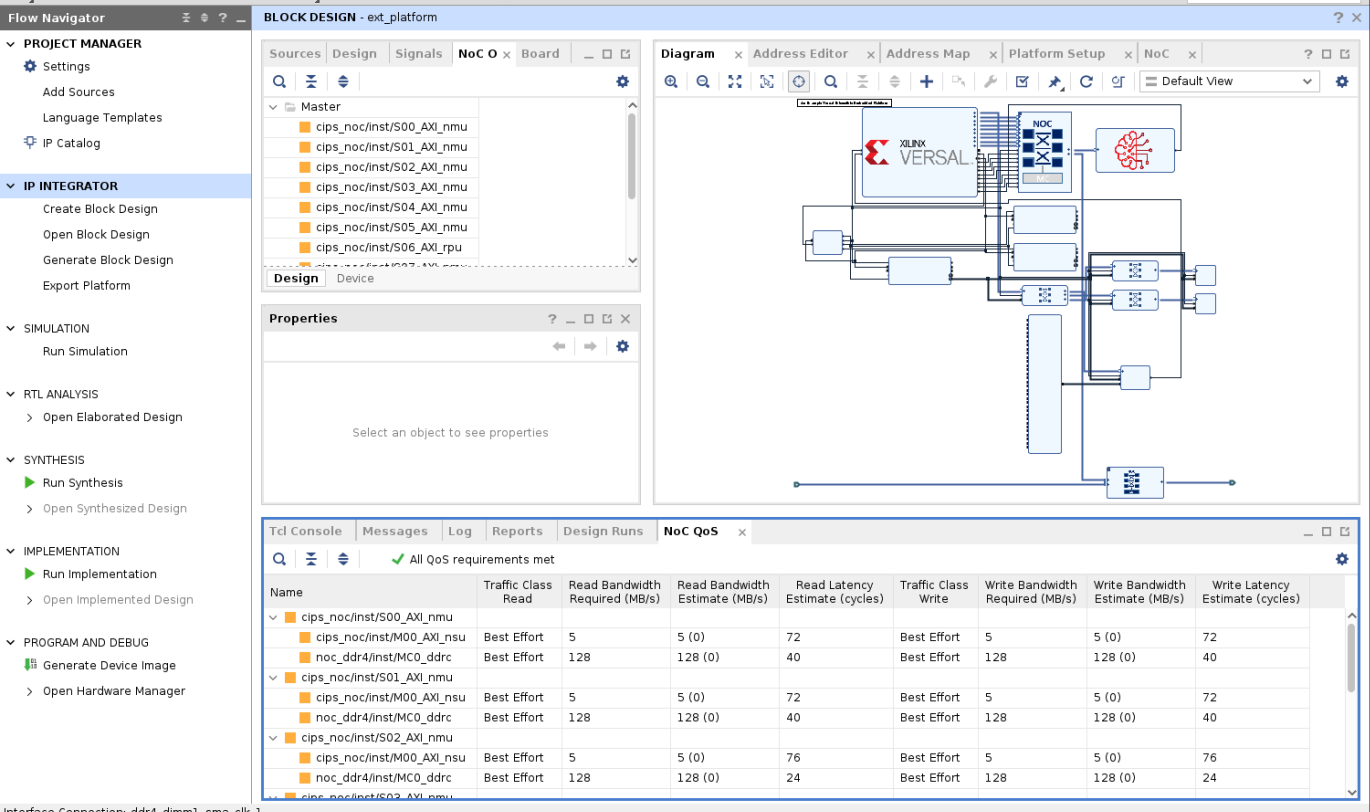 Flow Navigator
PROJECT MANAGER
Settings
Add Sources
Language Templates
IP Catalog
IP INTEGRATOR
Create Block Design
Open Block Design
Generate Block Design
Export Platform
SIMULATION
Run Simulation
RTL ANALYSIS
Open Elaborated Design
SYNTHESIS
Run Synthesis
Open Synthesized Design
IMPLEMENTATION
Run Implementation
Open Implemented Design
PROGRAM AND DEBUG
Generate Device Image
Open Hardware Manager
BLOCK DESIGN - ext_platform
Sources Design Signals NoC O Board
Master
cips_noc/inst/S00_AXI_nmu
cips_noc/inst/S01_AXI_nmu
cips_noc/inst/S02_AXI_nmu
cips_noc/inst/S03_AXI_nmu
cips_noc/inst/S04_AXI_nmu
cips_noc/inst/S05_AXI_nmu
cips_noc/inst/S06_AXI_rpu
Design Device
Properties
Select an object to see properties
Diagram Address Editor Address Map Platform Setup NoC
Default View
XILINX
VERSAL
NOC
MC
Tcl Console Messages Log Reports Design Runs NoC QoS
All QoS requirements met
Name Traffic Class Read Read Bandwidth Required (MB/s) Read Bandwidth Estimate (MB/s) Read Latency Estimate (cycles) Traffic Class Write Write Bandwidth Required (MB/s) Write Bandwidth Estimate (MB/s) Write Latency Estimate (cycles)
cips_noc/inst/S00_AXI_nmu
cips_noc/inst/M00_AXI_nsu Best Effort 5 5 (0) 72 Best Effort 5 5 (0) 72
noc_ddr4/inst/MC0_ddrc Best Effort 128 128 (0) 40 Best Effort 128 128 (0) 40
cips_noc/inst/S01_AXI_nmu
cips_noc/inst/M00_AXI_nsu Best Effort 5 5 (0) 72 Best Effort 5 5 (0) 72
noc_ddr4/inst/MC0_ddrc Best Effort 128 128 (0) 40 Best Effort 128 128 (0) 40
cips_noc/inst/S02_AXI_nmu
cips_noc/inst/M00_AXI_nsu Best Effort 5 5 (0) 76 Best Effort 5 5 (0) 76
noc_ddr4/inst/MC0_ddrc Best Effort 128 128 (0) 24 Best Effort 128 128 (0) 24
cips_noc/inst/S03_AXI_nmu
Interface Connection: ddr4_dimm1_sma_clk_1